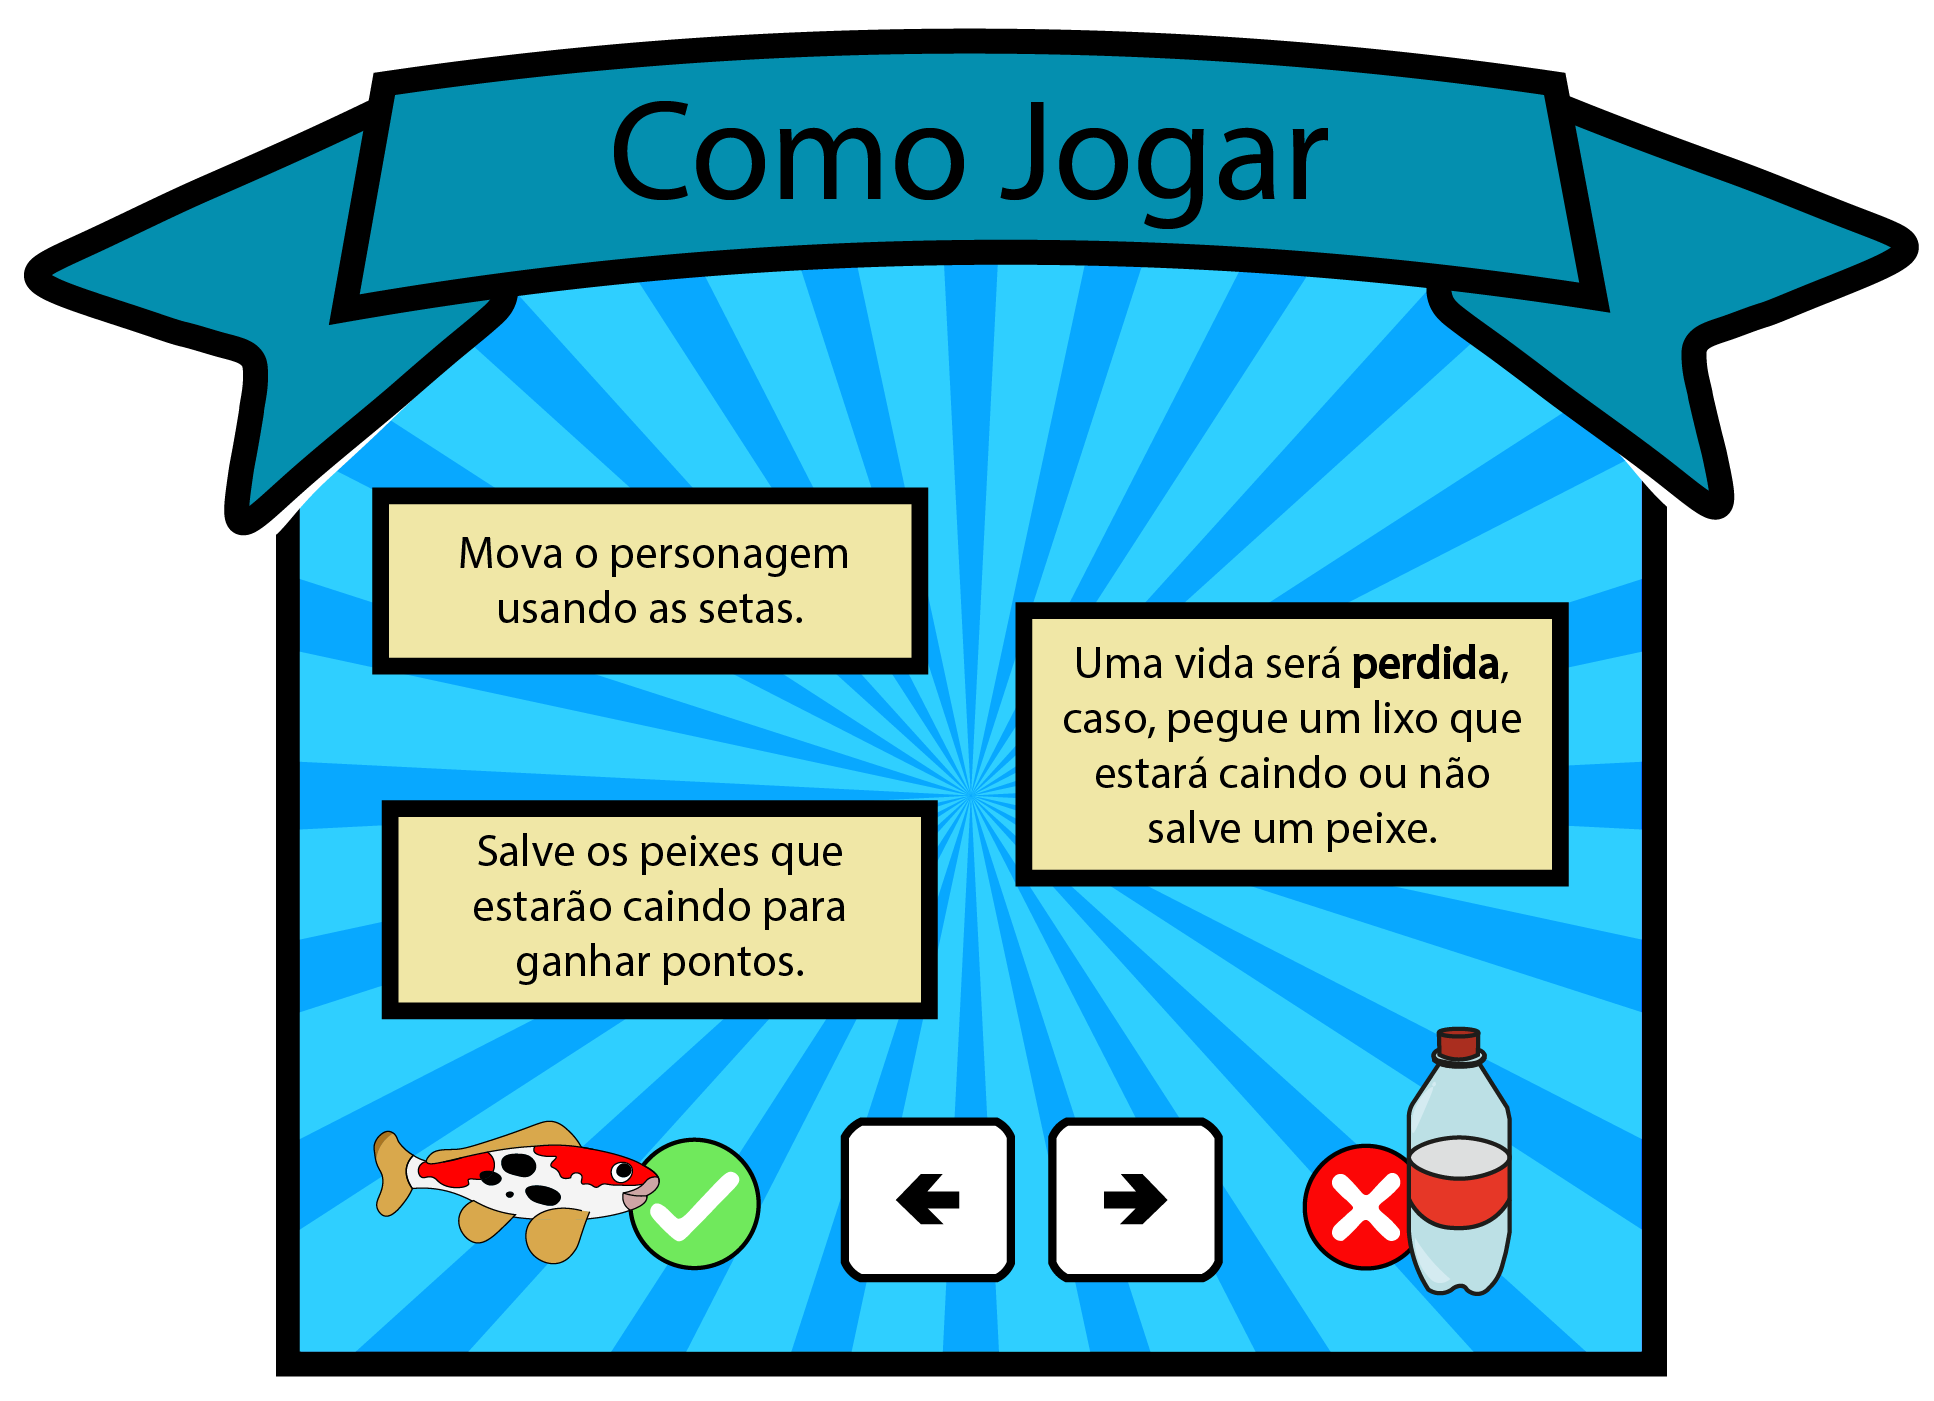 Como Jogar
Mova o personagem
usando as setas.
Uma vida será perdida,
caso, pegue um lixo que
estará caindo ou não
salve um peixe.
Salve os peixes que
estarão caindo para
ganhar pontos.